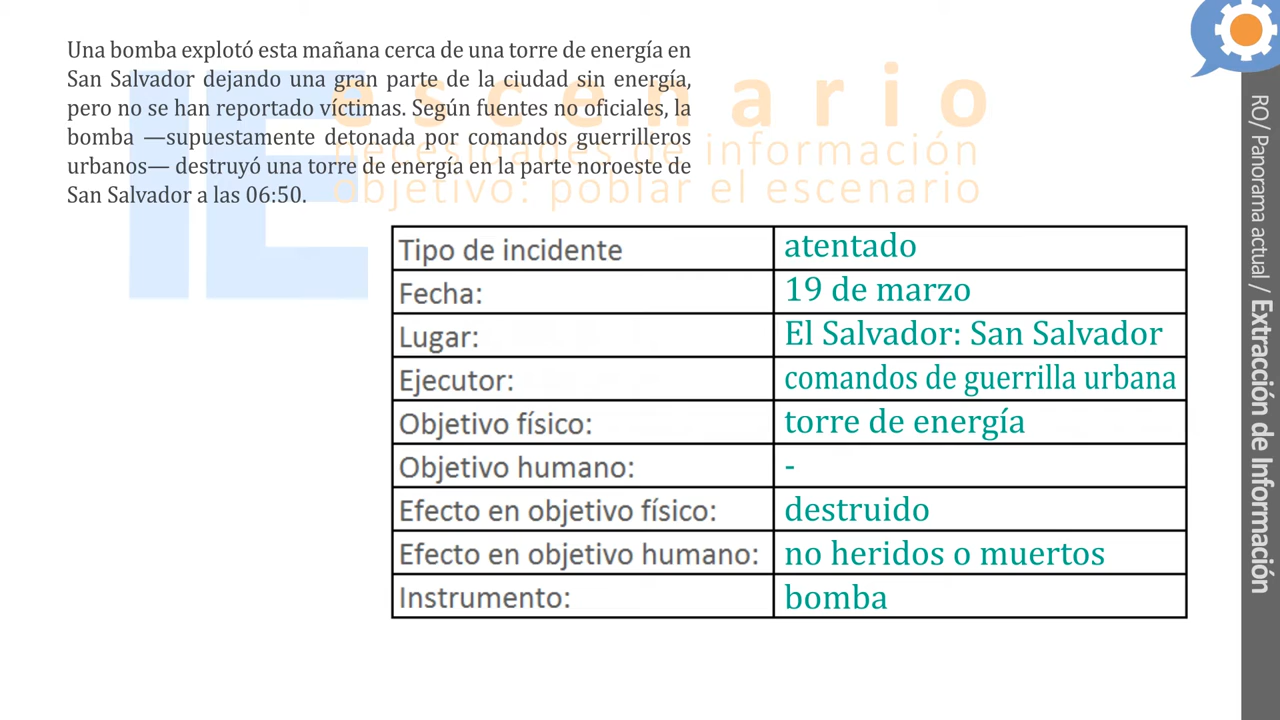 Una bomba explotó esta mañana cerca de una torre de energía en
San Salvador dejando una gran parte de la ciudad sin energía,
pero no se han reportado víctimas. Según fuentes no oficiales, la
bomba —supuestamente detonada por comandos guerrilleros
urbanos— destruyó una torre de energía en la parte noroeste de
San Salvador a las 06:50.
IE
escenario
necesidades de información
objetivo: poblar el escenario
Tipo de incidente atentado
Fecha: 19 de marzo
Lugar: El Salvador: San Salvador
Ejecutor: comandos de guerrilla urbana
Objetivo físico: torre de energía
Objetivo humano: -
Efecto en objetivo físico: destruido
Efecto en objetivo humano: no heridos o muertos
Instrumento: bomba
RO/ Panorama actual / Extracción de Información